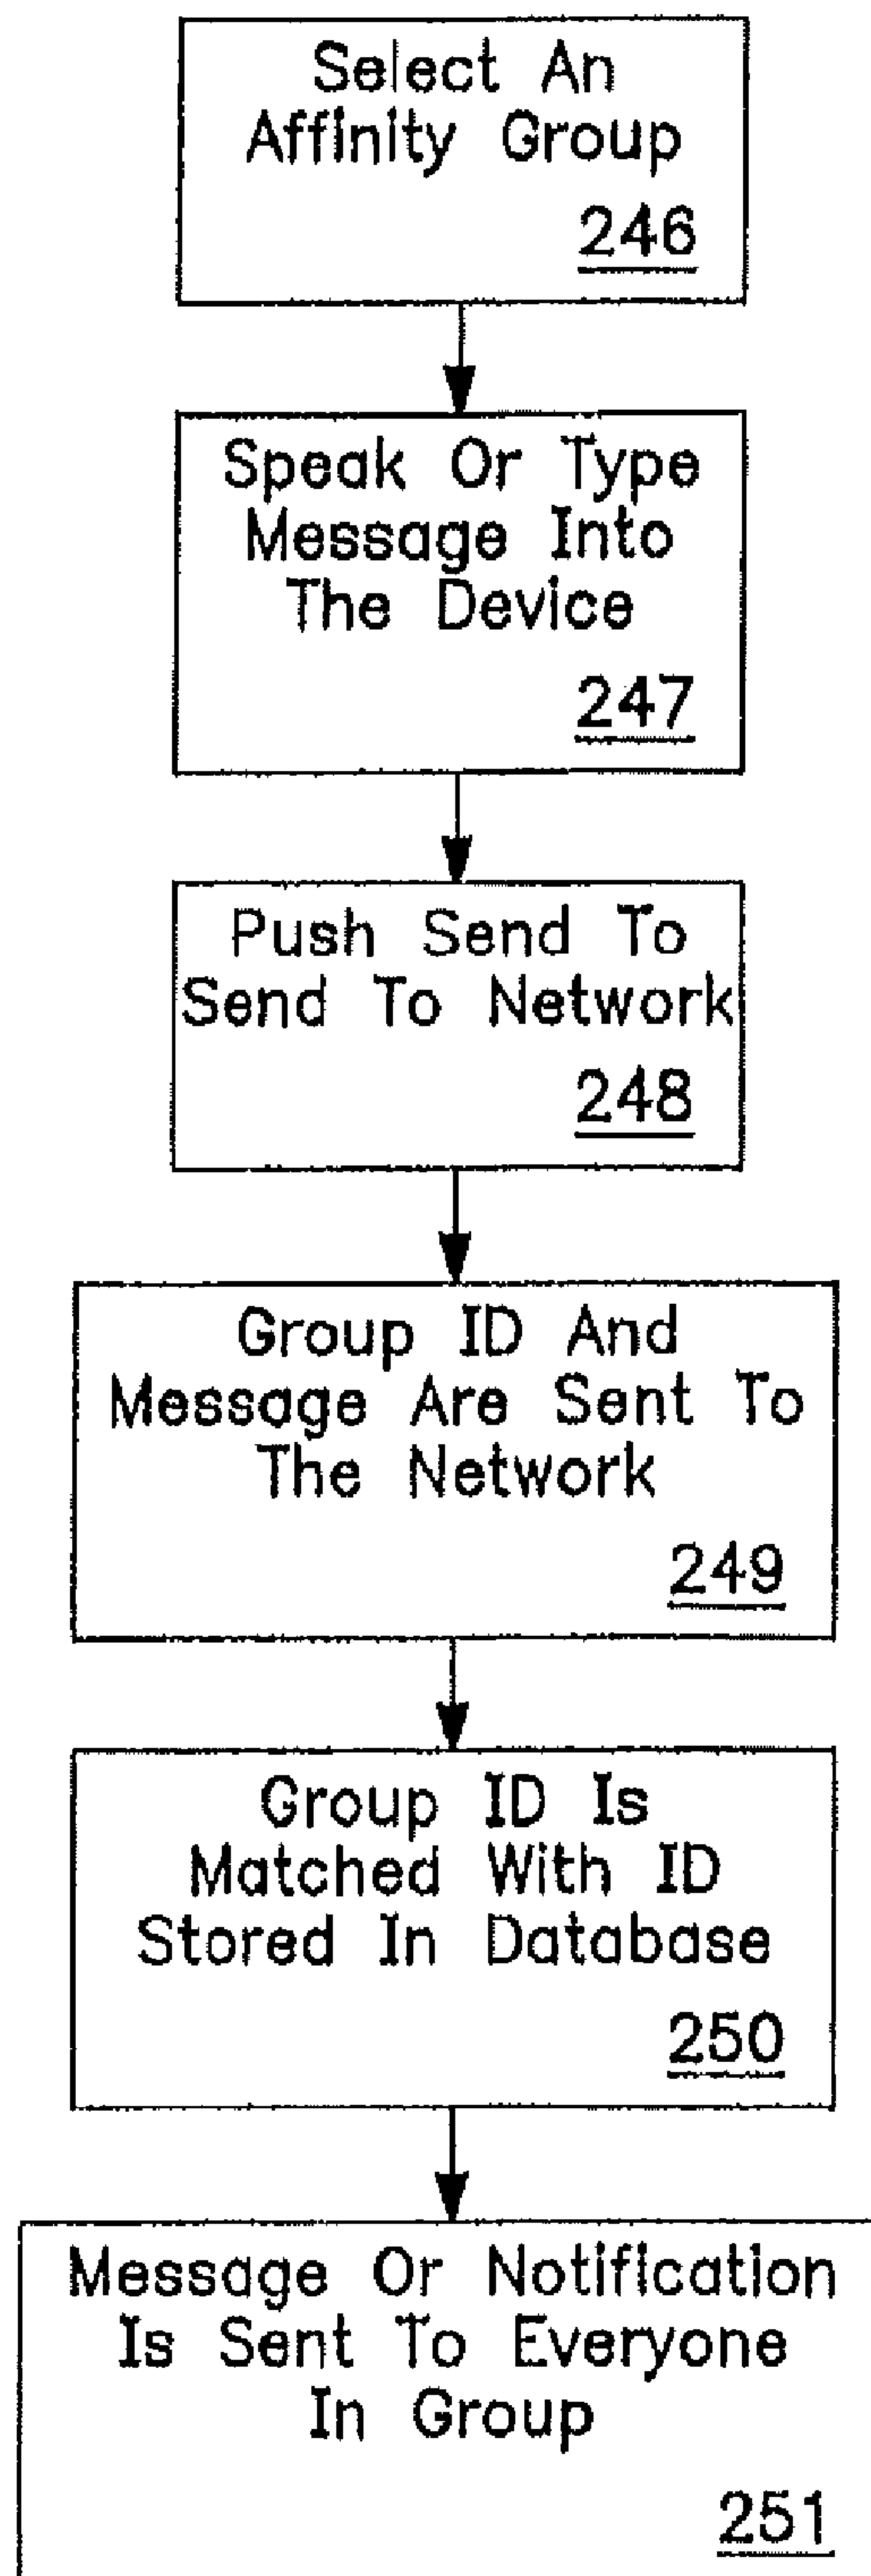 Select An
Affinity Group
246
Speak Or Type
Message Into
The Device
247
Push Send To
Send To Network
248
Group ID And
Message Are Sent To
The Network
249
Group ID Is
Matched With ID
Stored In Database
250
Message Or Notification
Is Sent To Everyone
In Group
251